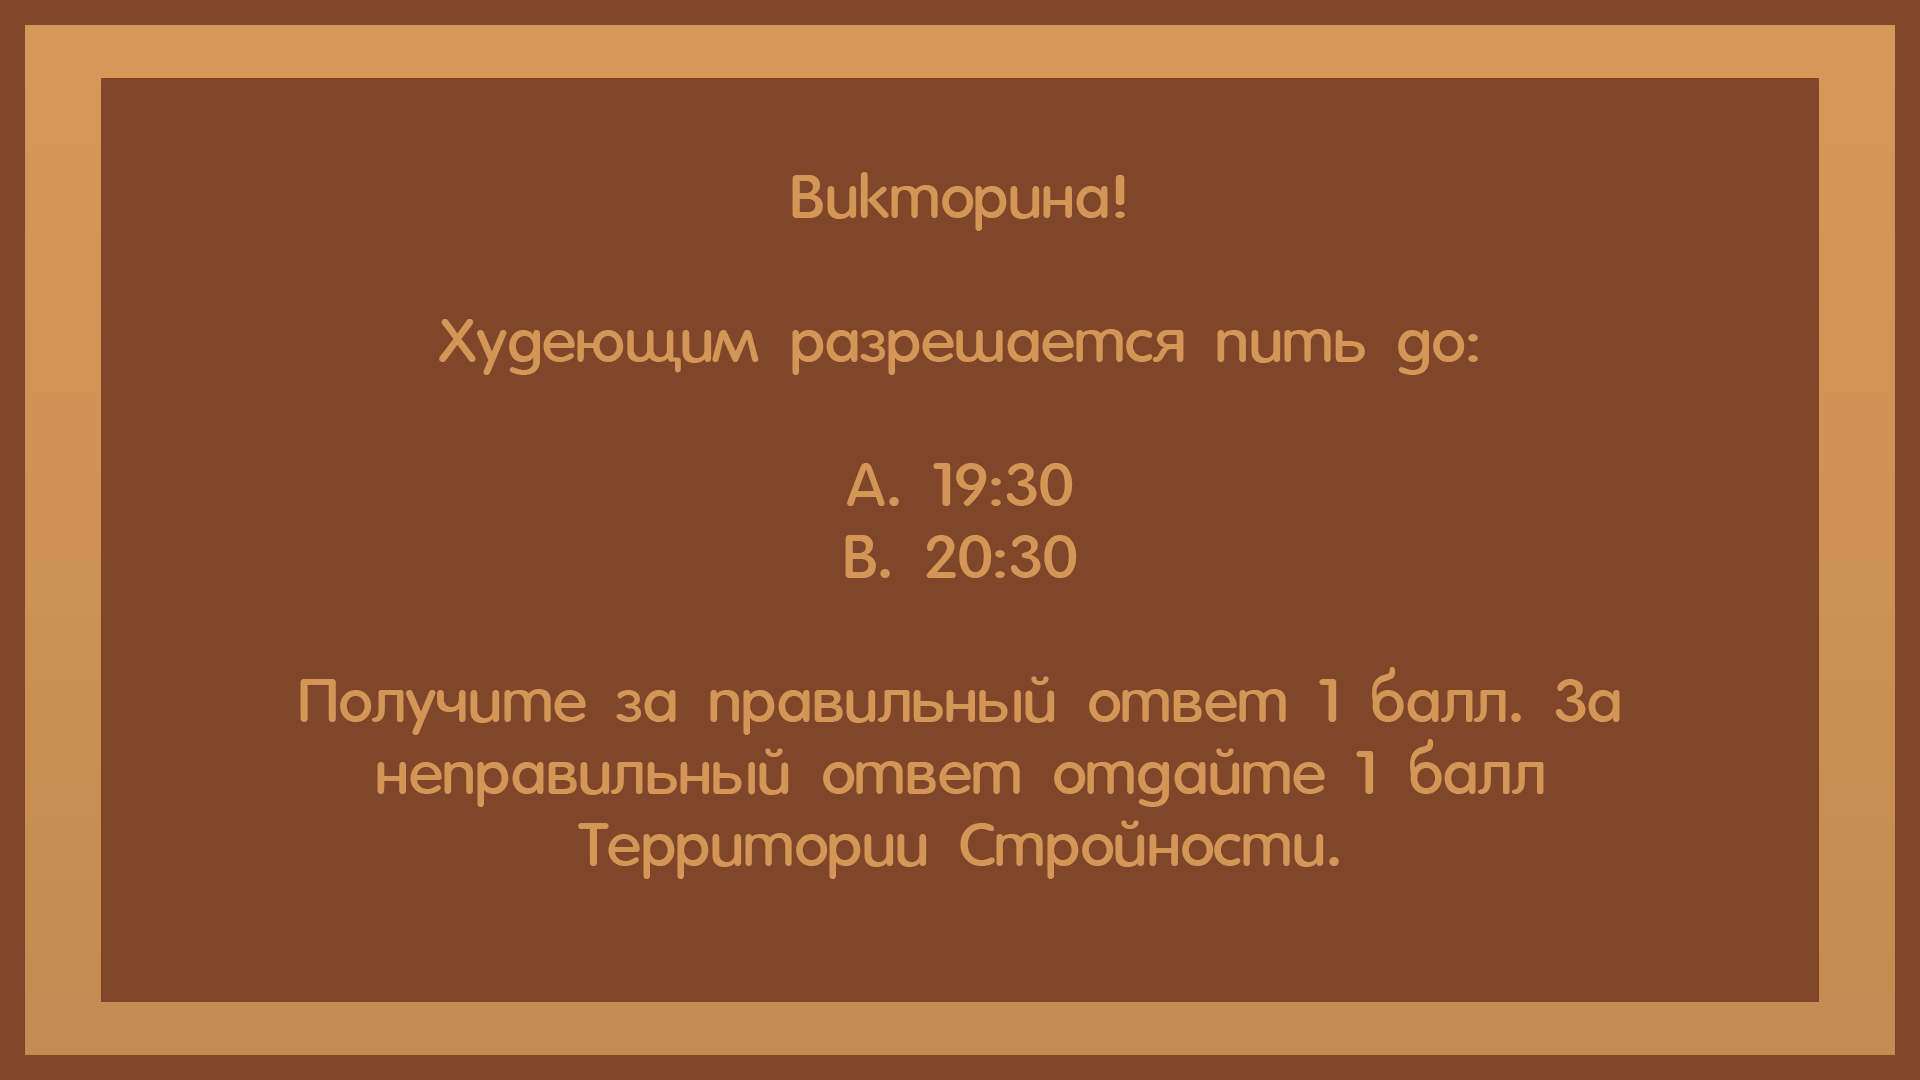 Викторина!
Худеющим разрешается пить до:
А. 19:30
В. 20:30
Получите за правильный ответ 1 балл. За
неправильный ответ отдайте 1 балл
Территории Стройности.